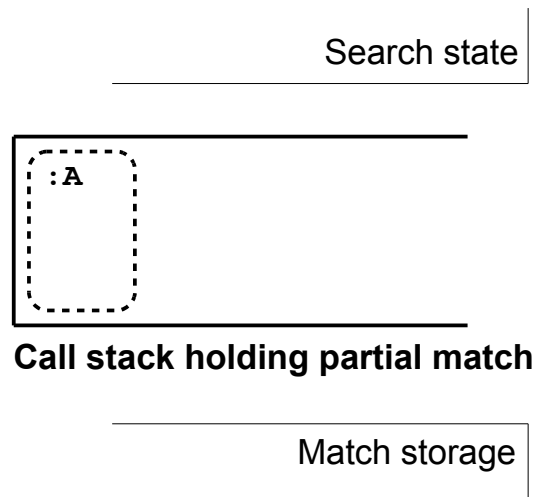 Search state
:A
Call stack holding partial match
Match storage